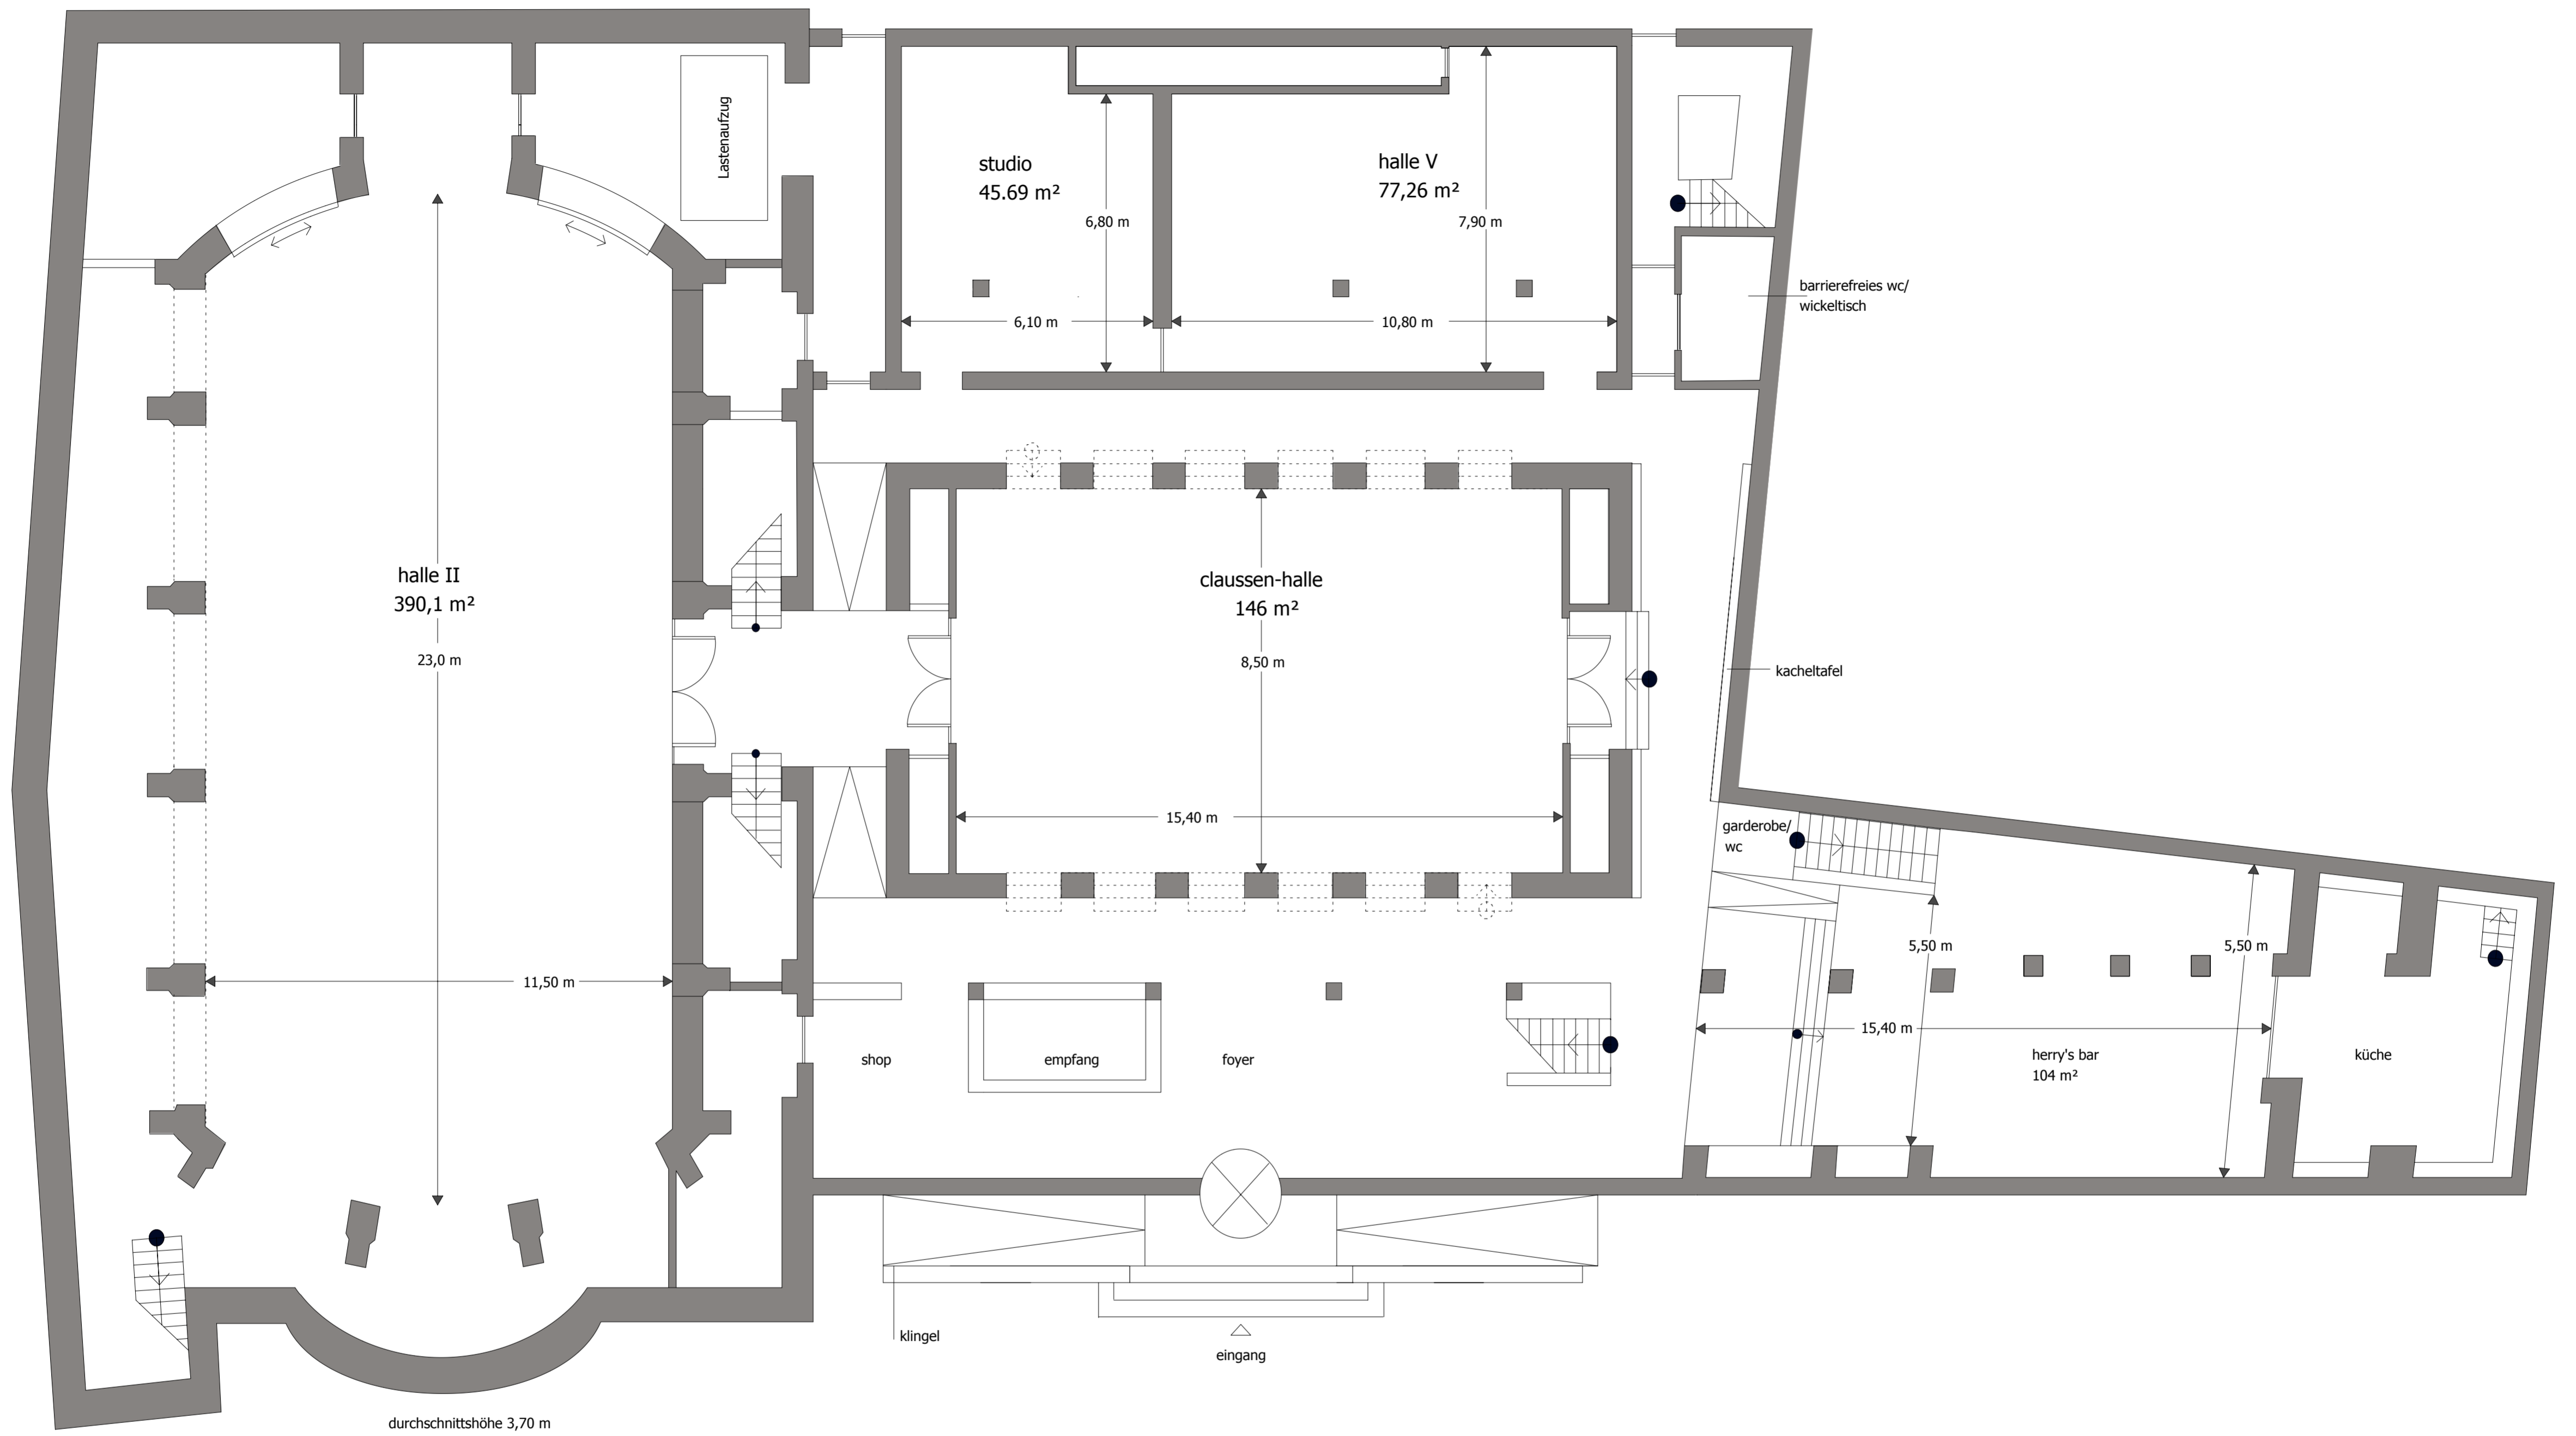 Lastenaufzug
studio
45.69 m²
6,80 m
6,10 m
halle V
77,26 m²
7,90 m
10,80 m
barrierefreies wc/
wickeltisch
halle II
390,1 m²
23,0 m
11,50 m
claussen-halle
146 m²
8,50 m
15,40 m
kacheltafel
garderobe/
wc
5,50 m
5,50 m
15,40 m
herry's bar
104 m²
küche
shop
empfang
foyer
klingel
eingang
durchschnittshöhe 3,70 m